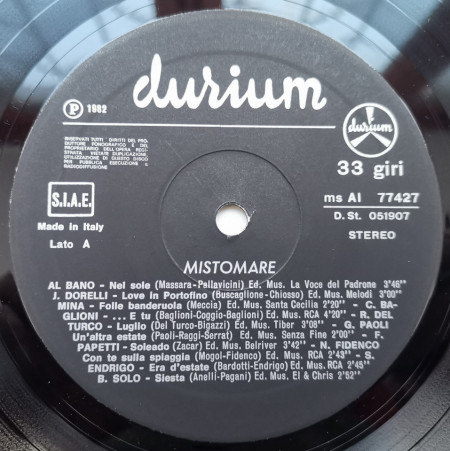 durium
℗ 1982
RISERVATI TUTTI I DIRITTI DEL PRO-
DUTTORE FONOGRAFICO E DEL
PROPRIETARIO DELL'OPERA REGI-
STRATA. VIETATE DUPLICAZIONE,
UTILIZZAZIONE DI QUESTO DISCO
PER PUBBLICA ESECUZIONE E
RADIODIFFUSIONE
durium
33 giri
S.I.A.E.
ms AI 77427
D. St. 051907
Made in Italy
STEREO
Lato A
MISTOMARE
AL BANO - Nel sole (Massara-Pallavicini) Ed. Mus. La Voce del Padrone 3'46"
J. DORELLI - Love in Portofino (Buscaglione-Chiosso) Ed. Mus. Melodi 3'00"
MINA - Folle banderuola (Meccia) Ed. Mus. Santa Cecilia 2'20" - C. BA-
GLIONI - ... E tu (Baglioni-Coggio-Baglioni) Ed. Mus. RCA 4'20" - R. DEL
TURCO - Luglio (Del Turco-Bigazzi) Ed. Mus. Tiber 3'08" - G. PAOLI
Un'altra estate (Paoli-Raggi-Serrat) Ed. Mus. Senza Fine 2'00" - F.
PAPETTI - Soleado (Zacar) Ed. Mus. Belriver 3'52" - N. FIDENCO
Con te sulla spiaggia (Mogol-Fidenco) Ed. Mus. RCA 2'43" - S.
ENDRIGO - Era d'estate (Bardotti-Endrigo) Ed. Mus. RCA 2'45"
B. SOLO - Siesta (Anelli-Pagani) Ed. Mus. El & Chris 2'52"